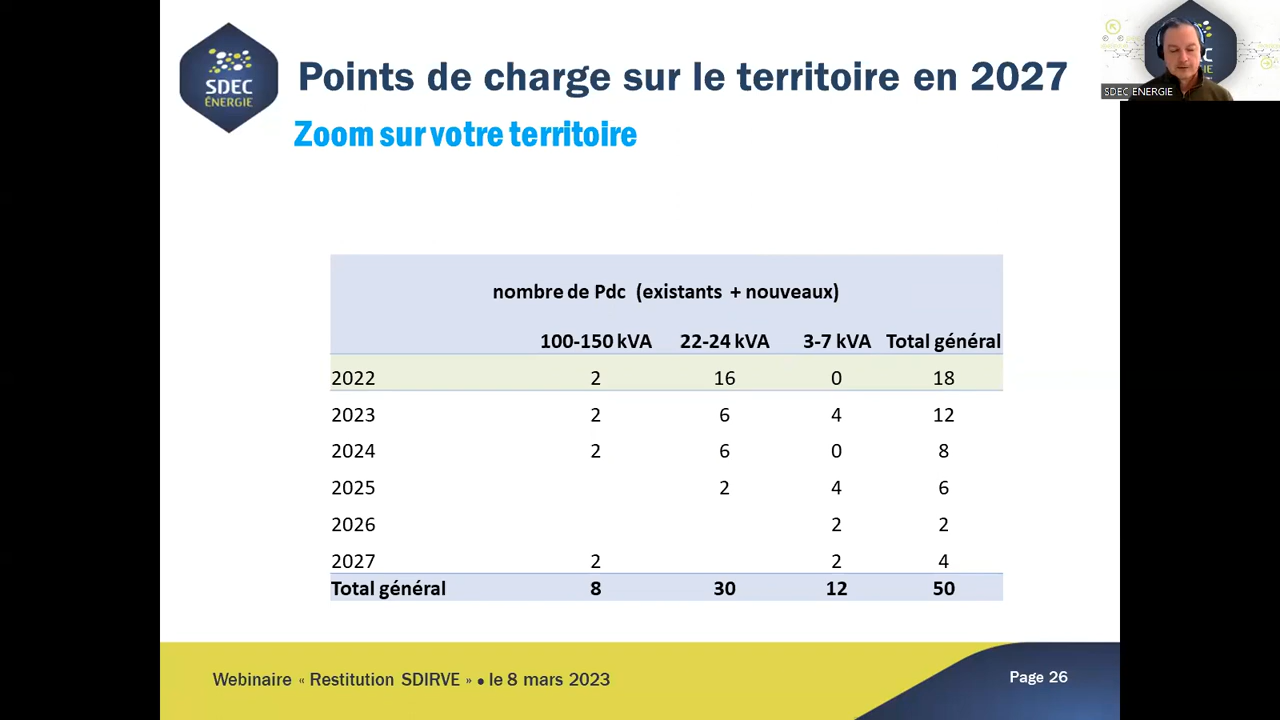 SDEC
ÉNERGIE
Points de charge sur le territoire en 2027
Zoom sur votre territoire
SDEC ENERGIE
nombre de Pdc (existants + nouveaux)
100-150 kVA 22-24 kVA 3-7 kVA Total général
2022 2 16 0 18
2023 2 6 4 12
2024 2 6 0 8
2025 2 4 6
2026 2 2
2027 2 2 4
Total général 8 30 12 50
Webinaire « Restitution SDIRVE » • le 8 mars 2023
Page 26